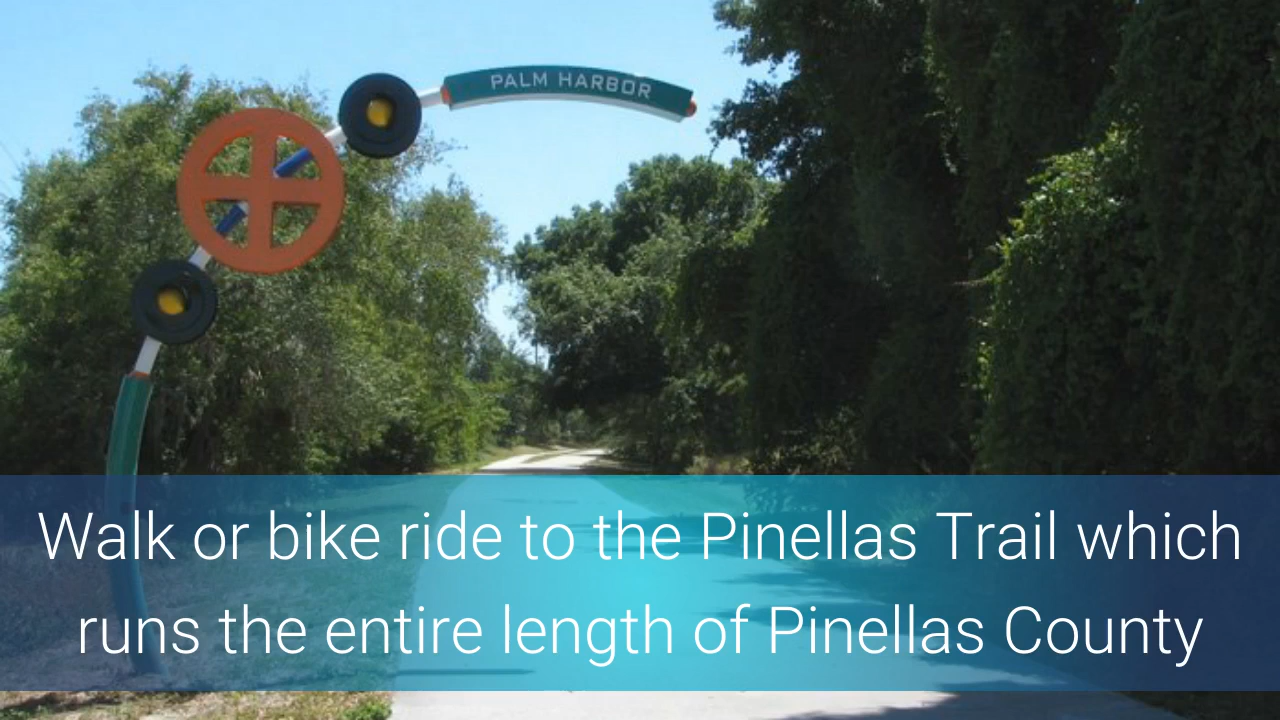 PALM HARBOR
Walk or bike ride to the Pinellas Trail which
runs the entire length of Pinellas County